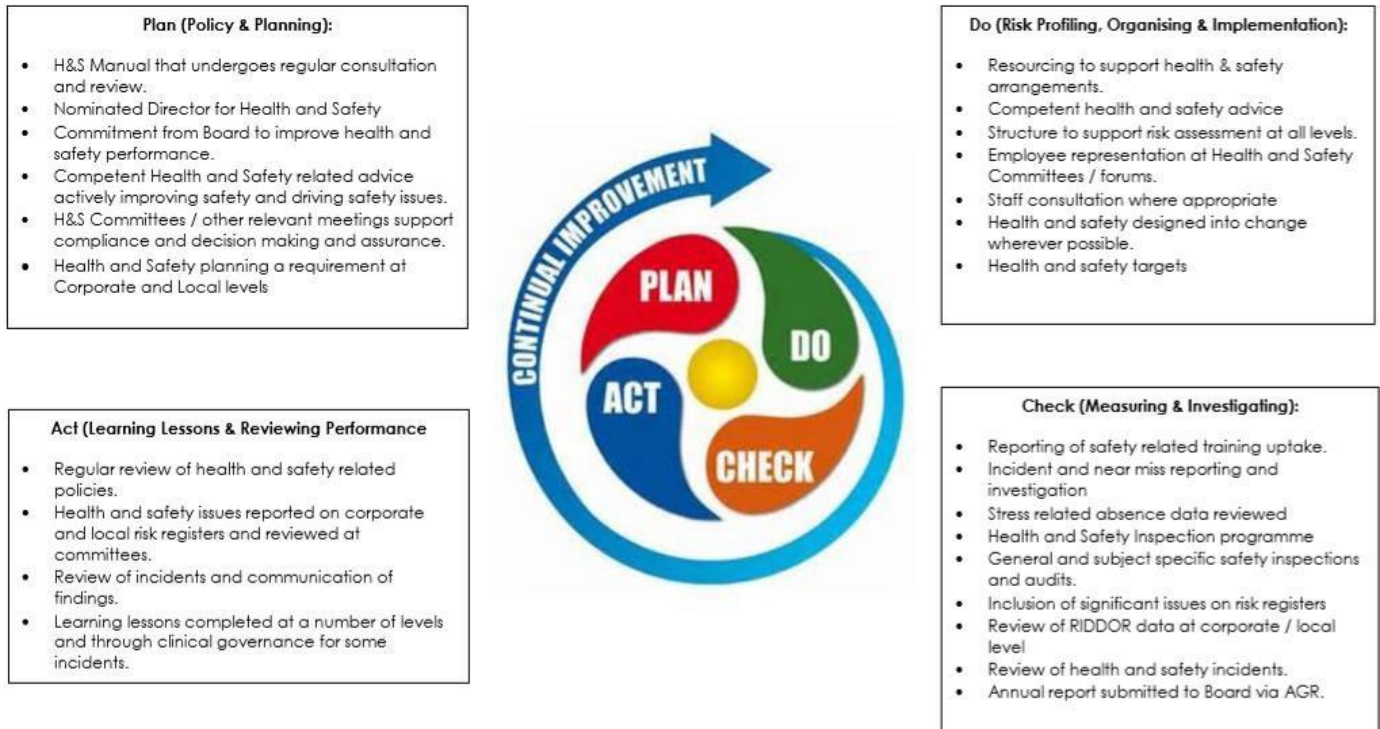 Plan (Policy & Planning):
• H&S Manual that undergoes regular consultation
and review.
• Nominated Director for Health and Safety
• Commitment from Board to improve health and
safety performance.
• Competent Health and Safety related advice
actively improving safety and driving safety issues.
• H&S Committees / other relevant meetings support
compliance and decision making and assurance.
• Health and Safety planning a requirement at
Corporate and Local levels
Do (Risk Profiling, Organising & Implementation):
• Resourcing to support health & safety
arrangements.
• Competent health and safety advice
• Structure to support risk assessment at all levels.
• Employee representation at Health and Safety
Committees / forums.
• Staff consultation where appropriate
• Health and safety designed into change
wherever possible.
• Health and safety targets
CONTINUAL IMPROVEMENT
PLAN
DO
ACT
CHECK
Act (Learning Lessons & Reviewing Performance
• Regular review of health and safety related
policies.
• Health and safety issues reported on corporate
and local risk registers and reviewed at
committees.
• Review of incidents and communication of
findings.
• Learning lessons completed at a number of levels
and through clinical governance for some
incidents.
Check (Measuring & Investigating):
• Reporting of safety related training uptake.
• Incident and near miss reporting and
investigation
• Stress related absence data reviewed
• Health and Safety Inspection programme
• General and subject specific safety inspections
and audits.
• Inclusion of significant issues on risk registers
• Review of RIDDOR data at corporate / local
level
• Review of health and safety incidents.
• Annual report submitted to Board via AGR.